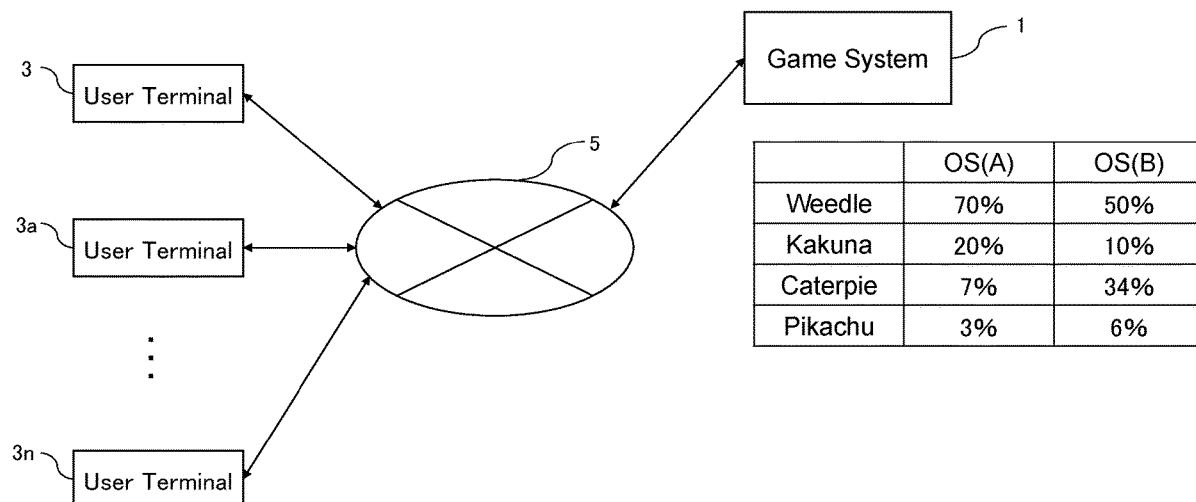 1
Game System
3
User Terminal
5
3a
User Terminal
3n
User Terminal
OS(A) OS(B)
Weedle 70% 50%
Kakuna 20% 10%
Caterpie 7% 34%
Pikachu 3% 6%